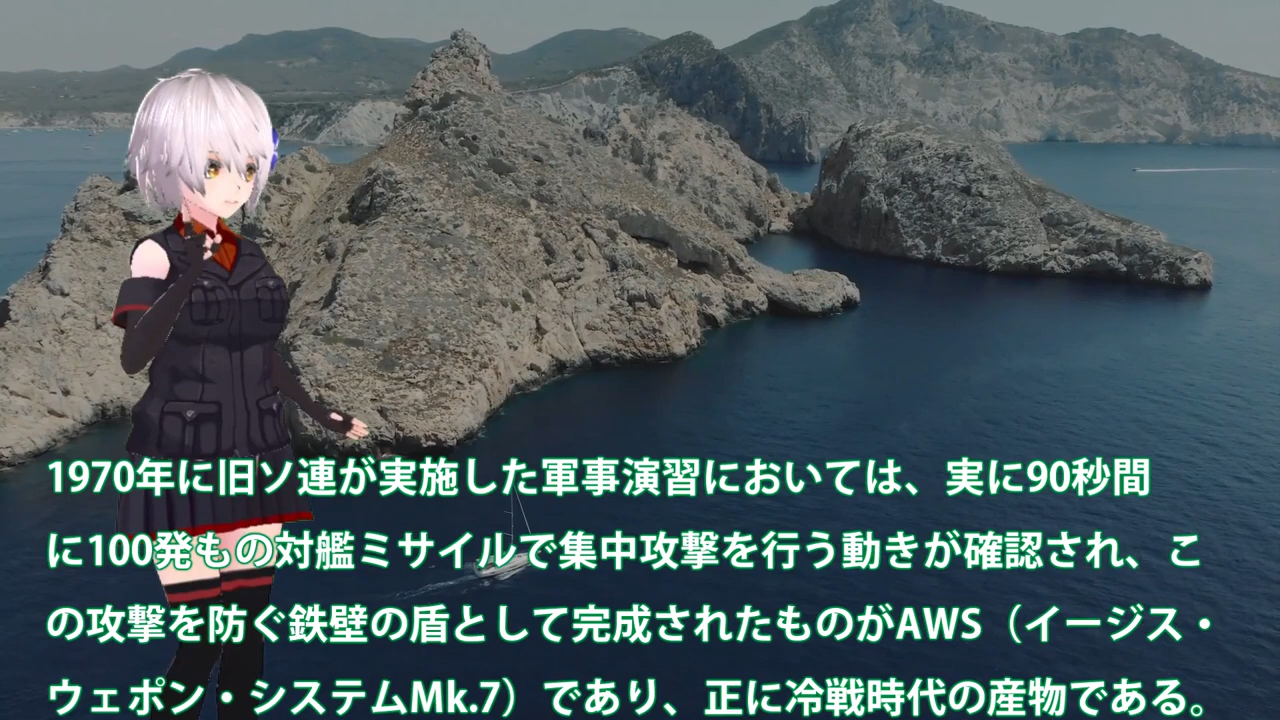 1970年に旧ソ連が実施した軍事演習においては、実に90秒間
に100発もの対艦ミサイルで集中攻撃を行う動きが確認され、こ
の攻撃を防ぐ鉄壁の盾として完成されたものがAWS（イージス・
ウェポン・システムMk.7）であり、正に冷戦時代の産物である。